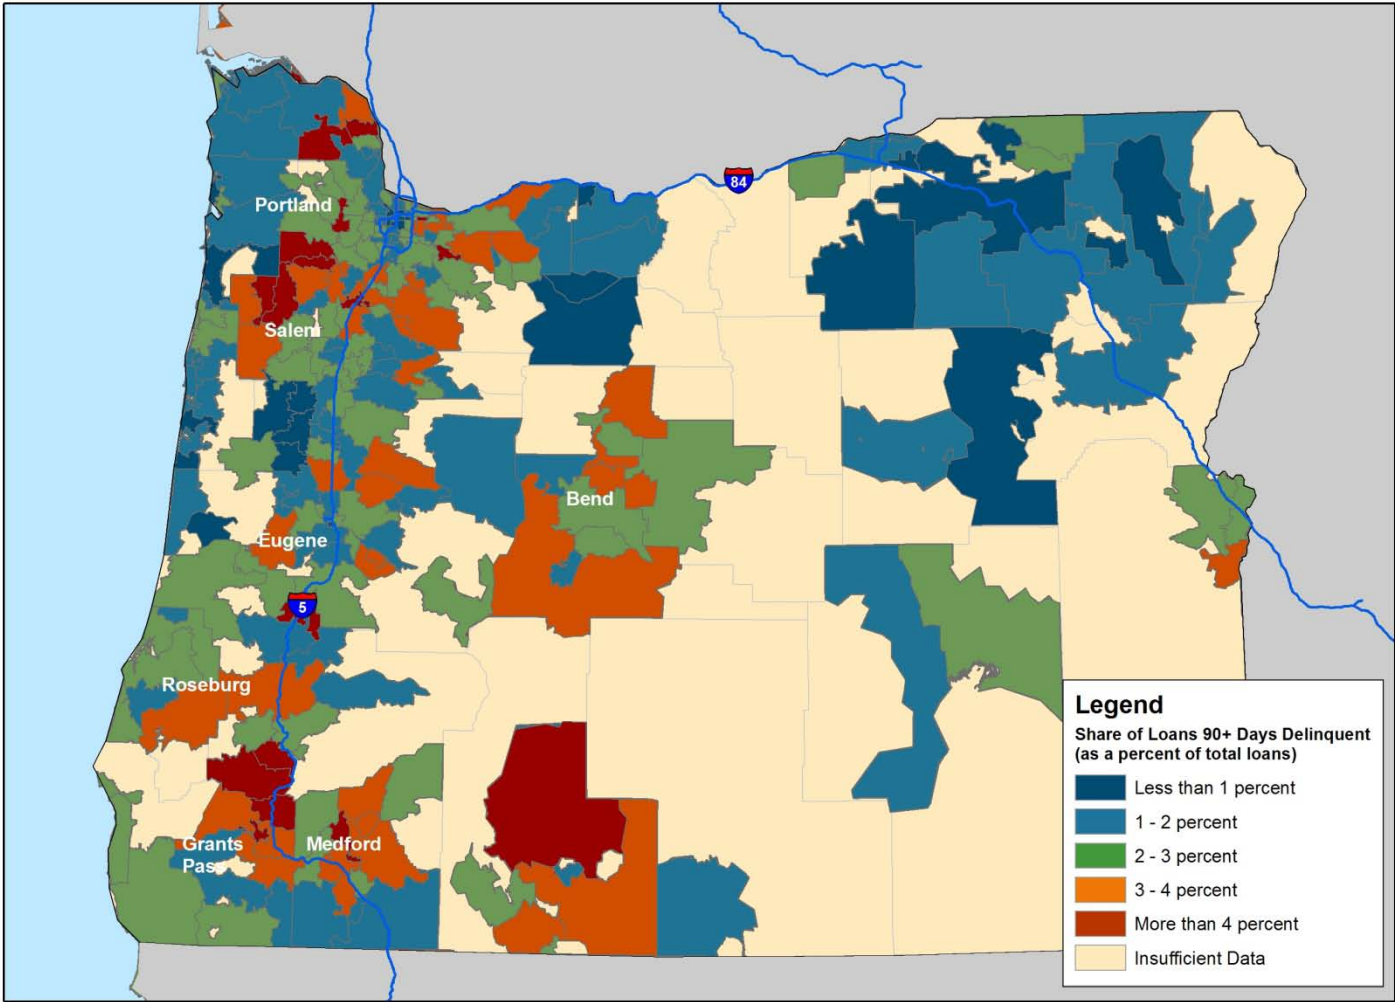 84
Portland
Salem
Bend
Eugene
5
Roseburg
Grants
Pass
Medford
Legend
Share of Loans 90+ Days Delinquent
(as a percent of total loans)
Less than 1 percent
1 - 2 percent
2 - 3 percent
3 - 4 percent
More than 4 percent
Insufficient Data